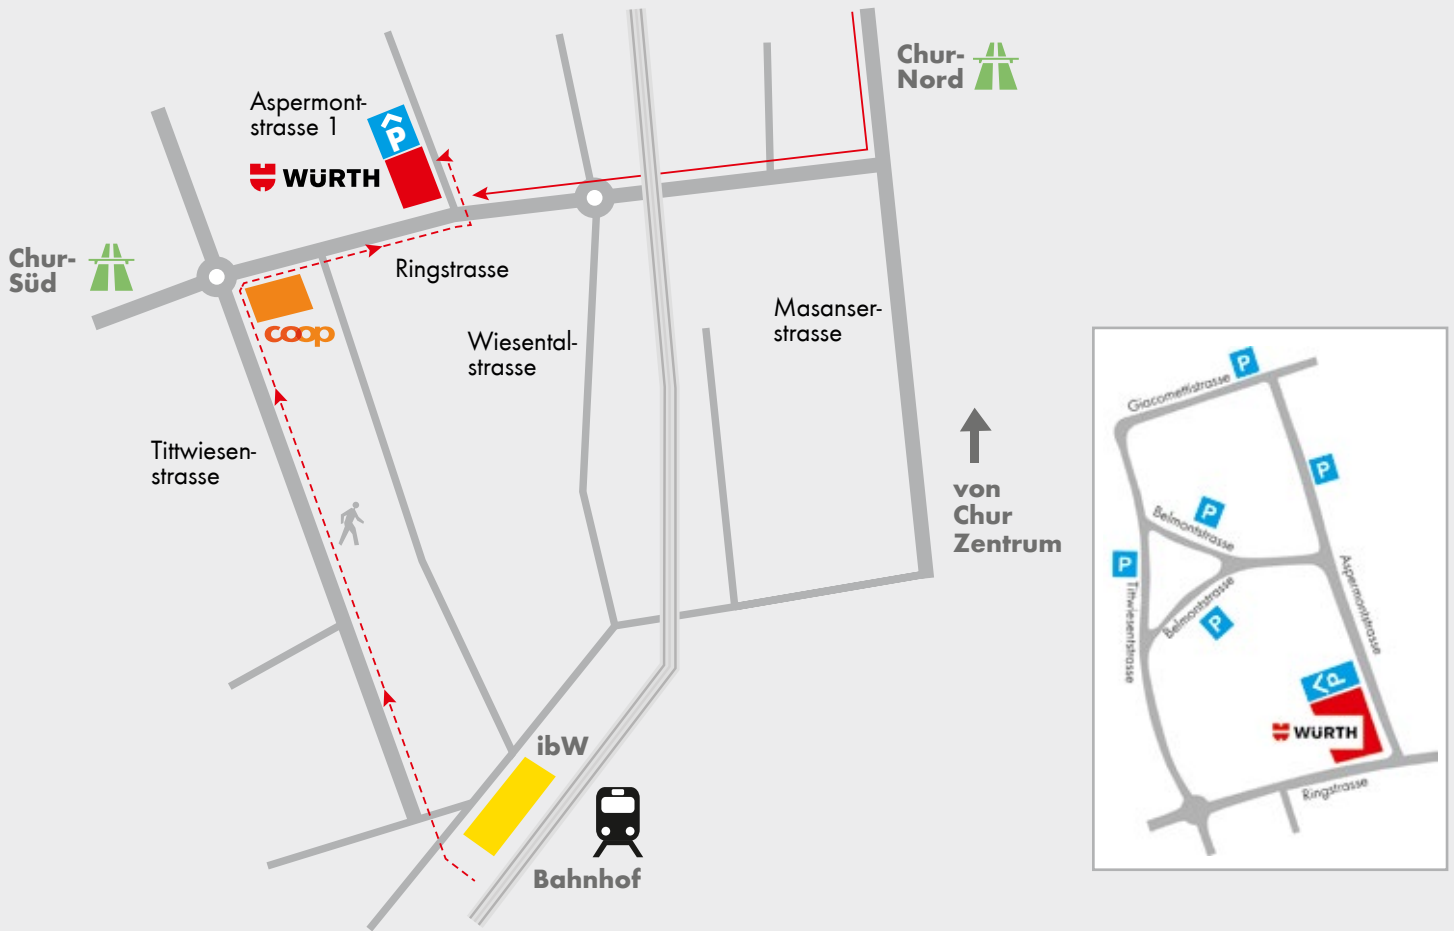 Chur-
Nord
Aspermont-
strasse 1
P
WÜRTH
Chur-
Süd
Ringstrasse
coop
Masanser-
strasse
Wiesental-
strasse
Tittwiesen-
strasse
von
Chur
Zentrum
ibW
Bahnhof
P
Giacomettistrasse
P
P
Belmontstrasse
P
Tittwiesentstrasse
Belmontstrasse
P
Aspermontstrasse
P
WÜRTH
Ringstrasse